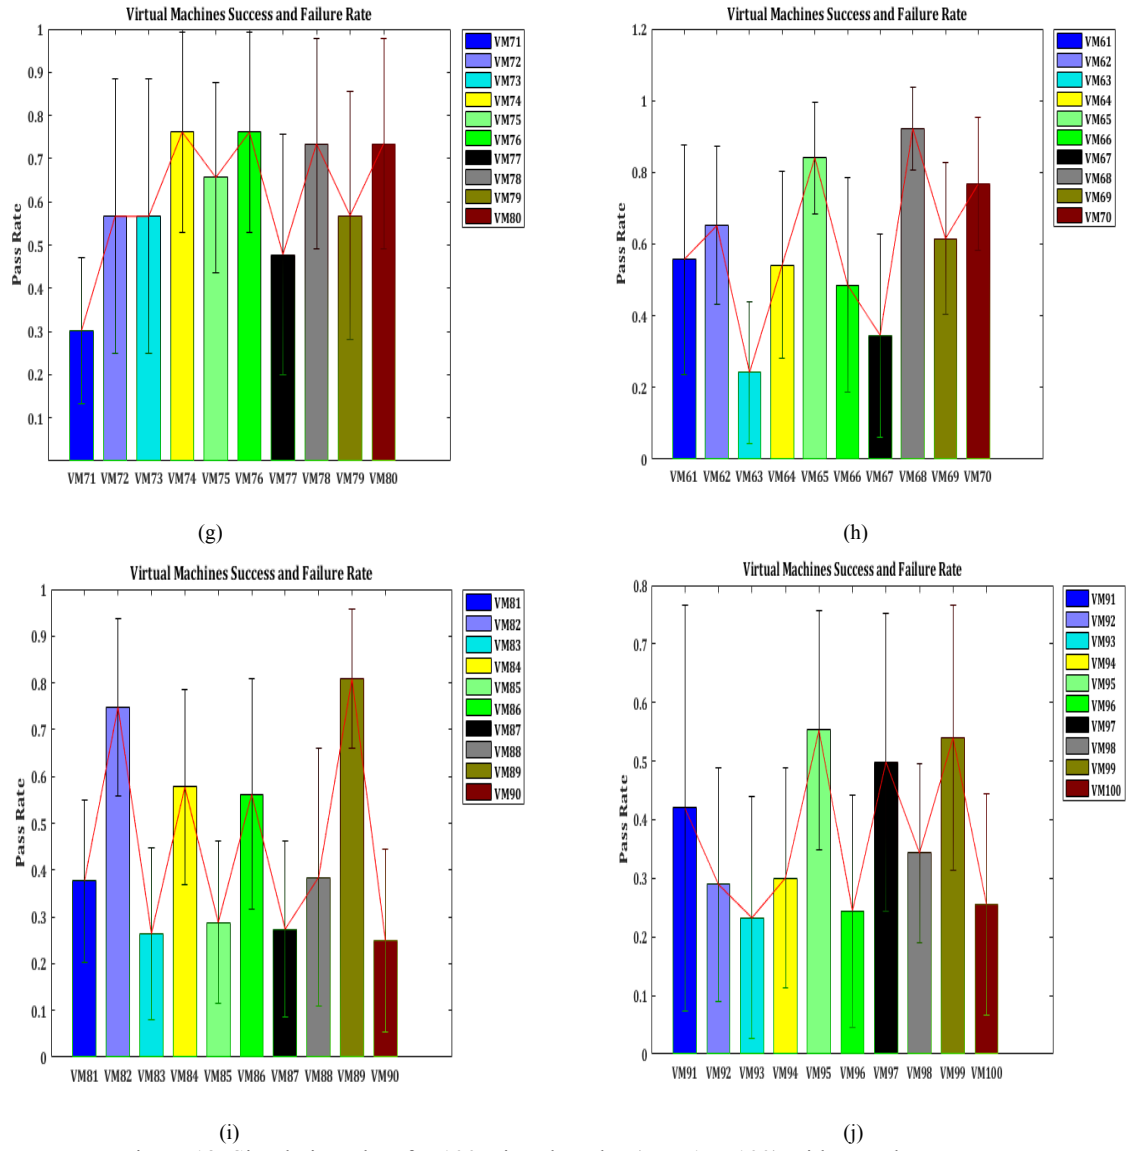 Virtual Machines Success and Failure Rate
Pass Rate
1
0.9
0.8
0.7
0.6
0.5
0.4
0.3
0.2
0.1
VM71
VM72
VM73
VM74
VM75
VM76
VM77
VM78
VM79
VM80
VM71 VM72 VM73 VM74 VM75 VM76 VM77 VM78 VM79 VM80
(g)
Virtual Machines Success and Failure Rate
Pass Rate
1.2
1
0.8
0.6
0.4
0.2
0
VM61
VM62
VM63
VM64
VM65
VM66
VM67
VM68
VM69
VM70
VM61 VM62 VM63 VM64 VM65 VM66 VM67 VM68 VM69 VM70
(h)
Virtual Machines Success and Failure Rate
Pass Rate
1
0.9
0.8
0.7
0.6
0.5
0.4
0.3
0.2
0.1
0
VM81
VM82
VM83
VM84
VM85
VM86
VM87
VM88
VM89
VM90
VM81 VM82 VM83 VM84 VM85 VM86 VM87 VM88 VM89 VM90
(i)
Virtual Machines Success and Failure Rate
Pass Rate
0.8
0.7
0.6
0.5
0.4
0.3
0.2
0.1
0
VM91
VM92
VM93
VM94
VM95
VM96
VM97
VM98
VM99
VM100
VM91 VM92 VM93 VM94 VM95 VM96 VM97 VM98 VM99 VM100
(j)